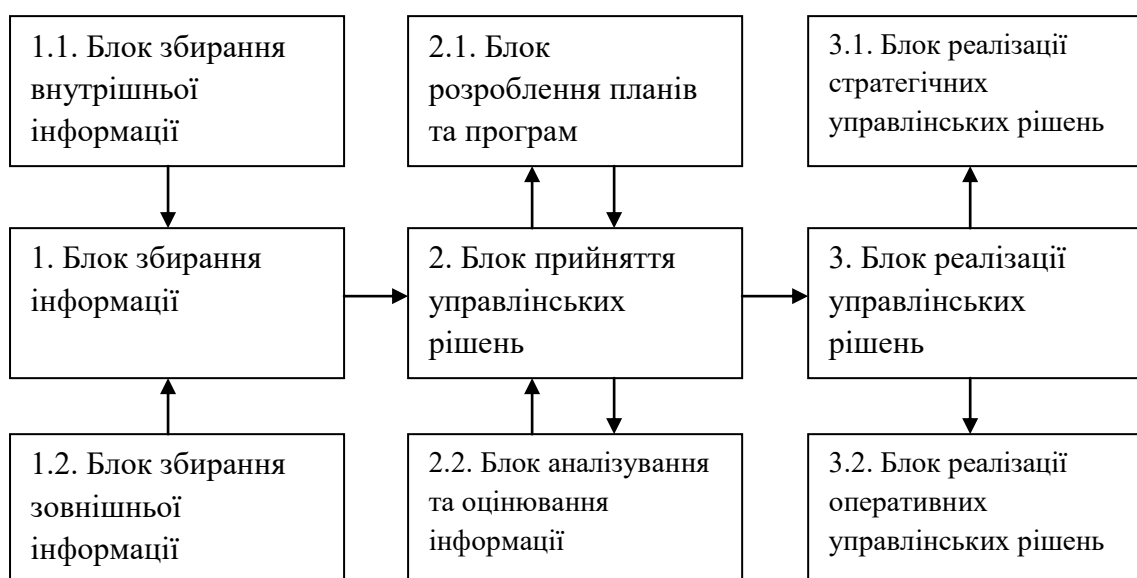 1.1. Блок збирання
внутрішньої
інформації
2.1. Блок
розроблення планів
та програм
3.1. Блок реалізації
стратегічних
управлінських рішень
1. Блок збирання
інформації
2. Блок прийняття
управлінських
рішень
3. Блок реалізації
управлінських
рішень
1.2. Блок збирання
зовнішньої
інформації
2.2. Блок аналізування
та оцінювання
інформації
3.2. Блок реалізації
оперативних
управлінських рішень